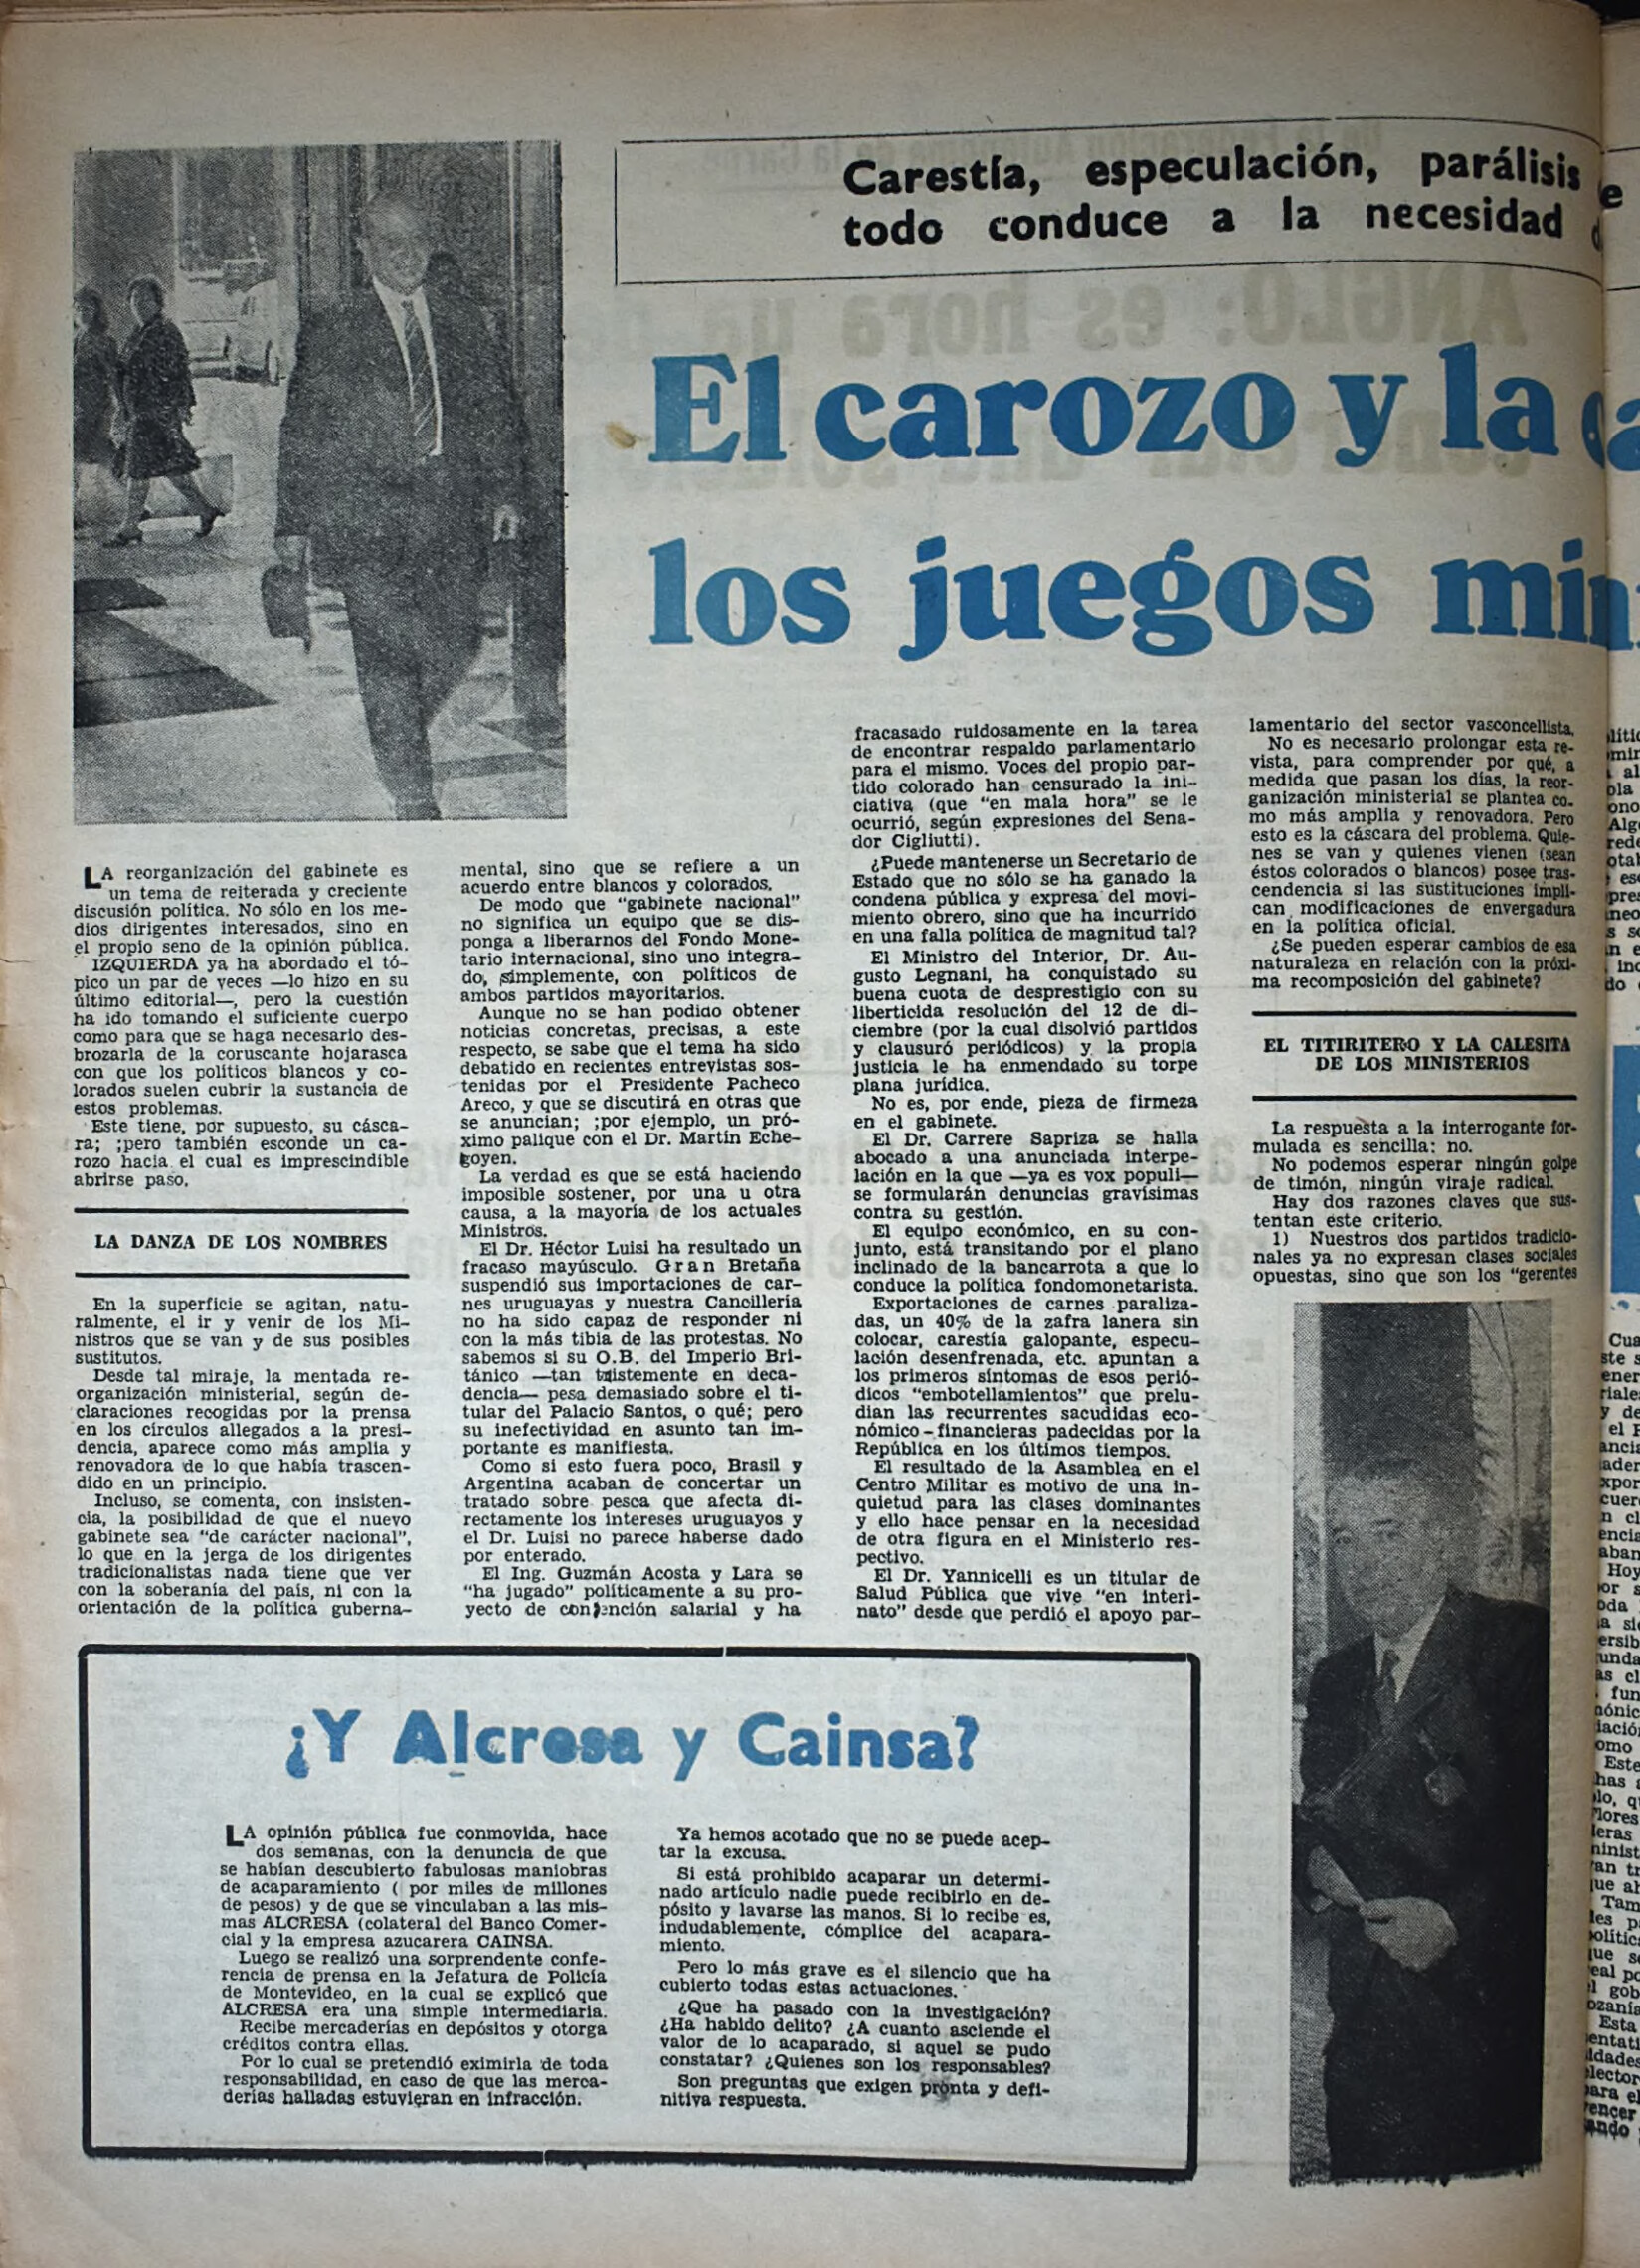 Carestía, especulación, parálisis
todo conduce a la necesidad
El carozo y la
los juegos
LA reorganización del gabinete es
un tema de reiterada y creciente
discusión política. No sólo en los me-
dios dirigentes interesados, sino en
el propio seno de la opinión pública.
IZQUIERDA ya ha abordado el tó-
pico un par de veces —lo hizo en su
último editorial—, pero la cuestión
ha ido tomando el suficiente cuerpo
como para que se haga necesario des-
brozarla de la coruscante hojarasca
con que los políticos blancos y co-
lorados suelen cubrir la sustancia de
estos problemas.
Este tiene, por supuesto, su cásca-
ra; ;pero también esconde un ca-
rozo hacia el cual es imprescindible
abrirse paso.
LA DANZA DE LOS NOMBRES
En la superficie se agitan, natu-
ralmente, el ir y venir de los Mi-
nistros que se van y de sus posibles
sustitutos.
Desde tal miraje, la mentada re-
organización ministerial, según de-
claraciones recogidas por la prensa
en los círculos allegados a la presi-
dencia, aparece como más amplia y
renovadora de lo que había trascen-
dido en un principio.
Incluso, se comenta, con insisten-
cia, la posibilidad de que el nuevo
gabinete sea "de carácter nacional",
lo que en la jerga de los dirigentes
tradicionalistas nada tiene que ver
con la soberanía del país, ni con la
orientación de la política guberna-
mental, sino que se refiere a un
acuerdo entre blancos y colorados.
De modo que "gabinete nacional"
no significa un equipo que se dis-
ponga a liberarnos del Fondo Mone-
tario internacional, sino uno integra-
do, simplemente, con políticos de
ambos partidos mayoritarios.
Aunque no se han podido obtener
noticias concretas, precisas, a este
respecto, se sabe que el tema ha sido
debatido en recientes entrevistas sos-
tenidas por el Presidente Pacheco
Areco, y que se discutirá en otras que
se anuncian; ;por ejemplo, un pró-
ximo palique con el Dr. Martín Eche-
goyen.
La verdad es que se está haciendo
imposible sostener, por una u otra
causa, a la mayoría de los actuales
Ministros.
El Dr. Héctor Luisi ha resultado un
fracaso mayúsculo. Gran Bretaña
suspendió sus importaciones de car-
nes uruguayas y nuestra Cancillería
no ha sido capaz de responder ni
con la más tibia de las protestas. No
sabemos si su O.B. del Imperio Bri-
tánico —tan tristemente en deca-
dencia— pesa demasiado sobre el ti-
tular del Palacio Santos, o qué; pero
su inefectividad en asunto tan im-
portante es manifiesta.
Como si esto fuera poco, Brasil y
Argentina acaban de concertar un
tratado sobre pesca que afecta di-
rectamente los intereses uruguayos y
el Dr. Luisi no parece haberse dado
por enterado.
El Ing. Guzmán Acosta y Lara se
"ha jugado" políticamente a su pro-
yecto de contención salarial y ha
fracasado ruidosamente en la tarea
de encontrar respaldo parlamentario
para el mismo. Voces del propio par-
tido colorado han censurado la ini-
ciativa (que "en mala hora" se le
ocurrió, según expresiones del Sena-
dor Cigliutti).
¿Puede mantenerse un Secretario de
Estado que no sólo se ha ganado la
condena pública y expresa del movi-
miento obrero, sino que ha incurrido
en una falla política de magnitud tal?
El Ministro del Interior, Dr. Au-
gusto Legnani, ha conquistado su
buena cuota de desprestigio con su
liberticida resolución del 12 de di-
ciembre (por la cual disolvió partidos
y clausuró periódicos) y la propia
justicia le ha enmendado su torpe
plana jurídica.
No es, por ende, pieza de firmeza
en el gabinete.
El Dr. Carrere Sapriza se halla
abocado a una anunciada interpe-
lación en la que —ya es vox populi—
se formularán denuncias gravísimas
contra su gestión.
El equipo económico, en su con-
junto, está transitando por el plano
inclinado de la bancarrota a que lo
conduce la política fondomonetarista.
Exportaciones de carnes paraliza-
das, un 40% de la zafra lanera sin
colocar, carestía galopante, especu-
lación desenfrenada, etc. apuntan a
los primeros síntomas de esos perió-
dicos "embotellamientos" que prelu-
dian las recurrentes sacudidas eco-
nómico-financieras padecidas por la
República en los últimos tiempos.
El resultado de la Asamblea en el
Centro Militar es motivo de una in-
quietud para las clases dominantes
y ello hace pensar en la necesidad
de otra figura en el Ministerio res-
pectivo.
El Dr. Yannicelli es un titular de
Salud Pública que vive "en interi-
nato" desde que perdió el apoyo par-
lamentario del sector vasconcellista.
No es necesario prolongar esta re-
vista, para comprender por qué, a
medida que pasan los días, la reor-
ganización ministerial se plantea co-
mo más amplia y renovadora. Pero
esto es la cáscara del problema. Quie-
nes se van y quienes vienen (sean
éstos colorados o blancos) posee tras-
cendencia si las sustituciones impli-
can modificaciones de envergadura
en la política oficial.
¿Se pueden esperar cambios de esa
naturaleza en relación con la próxi-
ma recomposición del gabinete?
EL TITIRITERO Y LA CALESITA
DE LOS MINISTERIOS
La respuesta a la interrogante for-
mulada es sencilla: no.
No podemos esperar ningún golpe
de timón, ningún viraje radical.
Hay dos razones claves que sus-
tentan este criterio.
1) Nuestros dos partidos tradicio-
nales ya no expresan clases sociales
opuestas, sino que son los "gerentes
¿Y Alcresa y Cainsa?
LA opinión pública fue conmovida, hace
dos semanas, con la denuncia de que
se habían descubierto fabulosas maniobras
de acaparamiento ( por miles de millones
de pesos) y de que se vinculaban a las mis-
mas ALCRESA (colateral del Banco Comer-
cial y la empresa azucarera CAINSA.
Luego se realizó una sorprendente confe-
rencia de prensa en la Jefatura de Policía
de Montevideo, en la cual se explicó que
ALCRESA era una simple intermediaria.
Recibe mercaderías en depósitos y otorga
créditos contra ellas.
Por lo cual se pretendió eximirla de toda
responsabilidad, en caso de que las merca-
derías halladas estuvieran en infracción.
Ya hemos acotado que no se puede acep-
tar la excusa.
Si está prohibido acaparar un determi-
nado artículo nadie puede recibirlo en de-
pósito y lavarse las manos. Si lo recibe es,
indudablemente, cómplice del acapara-
miento.
Pero lo más grave es el silencio que ha
cubierto todas estas actuaciones.
¿Que ha pasado con la investigación?
¿Ha habido delito? ¿A cuanto asciende el
valor de lo acaparado, si aquel se pudo
constatar? ¿Quienes son los responsables?
Son preguntas que exigen pronta y defi-
nitiva respuesta.